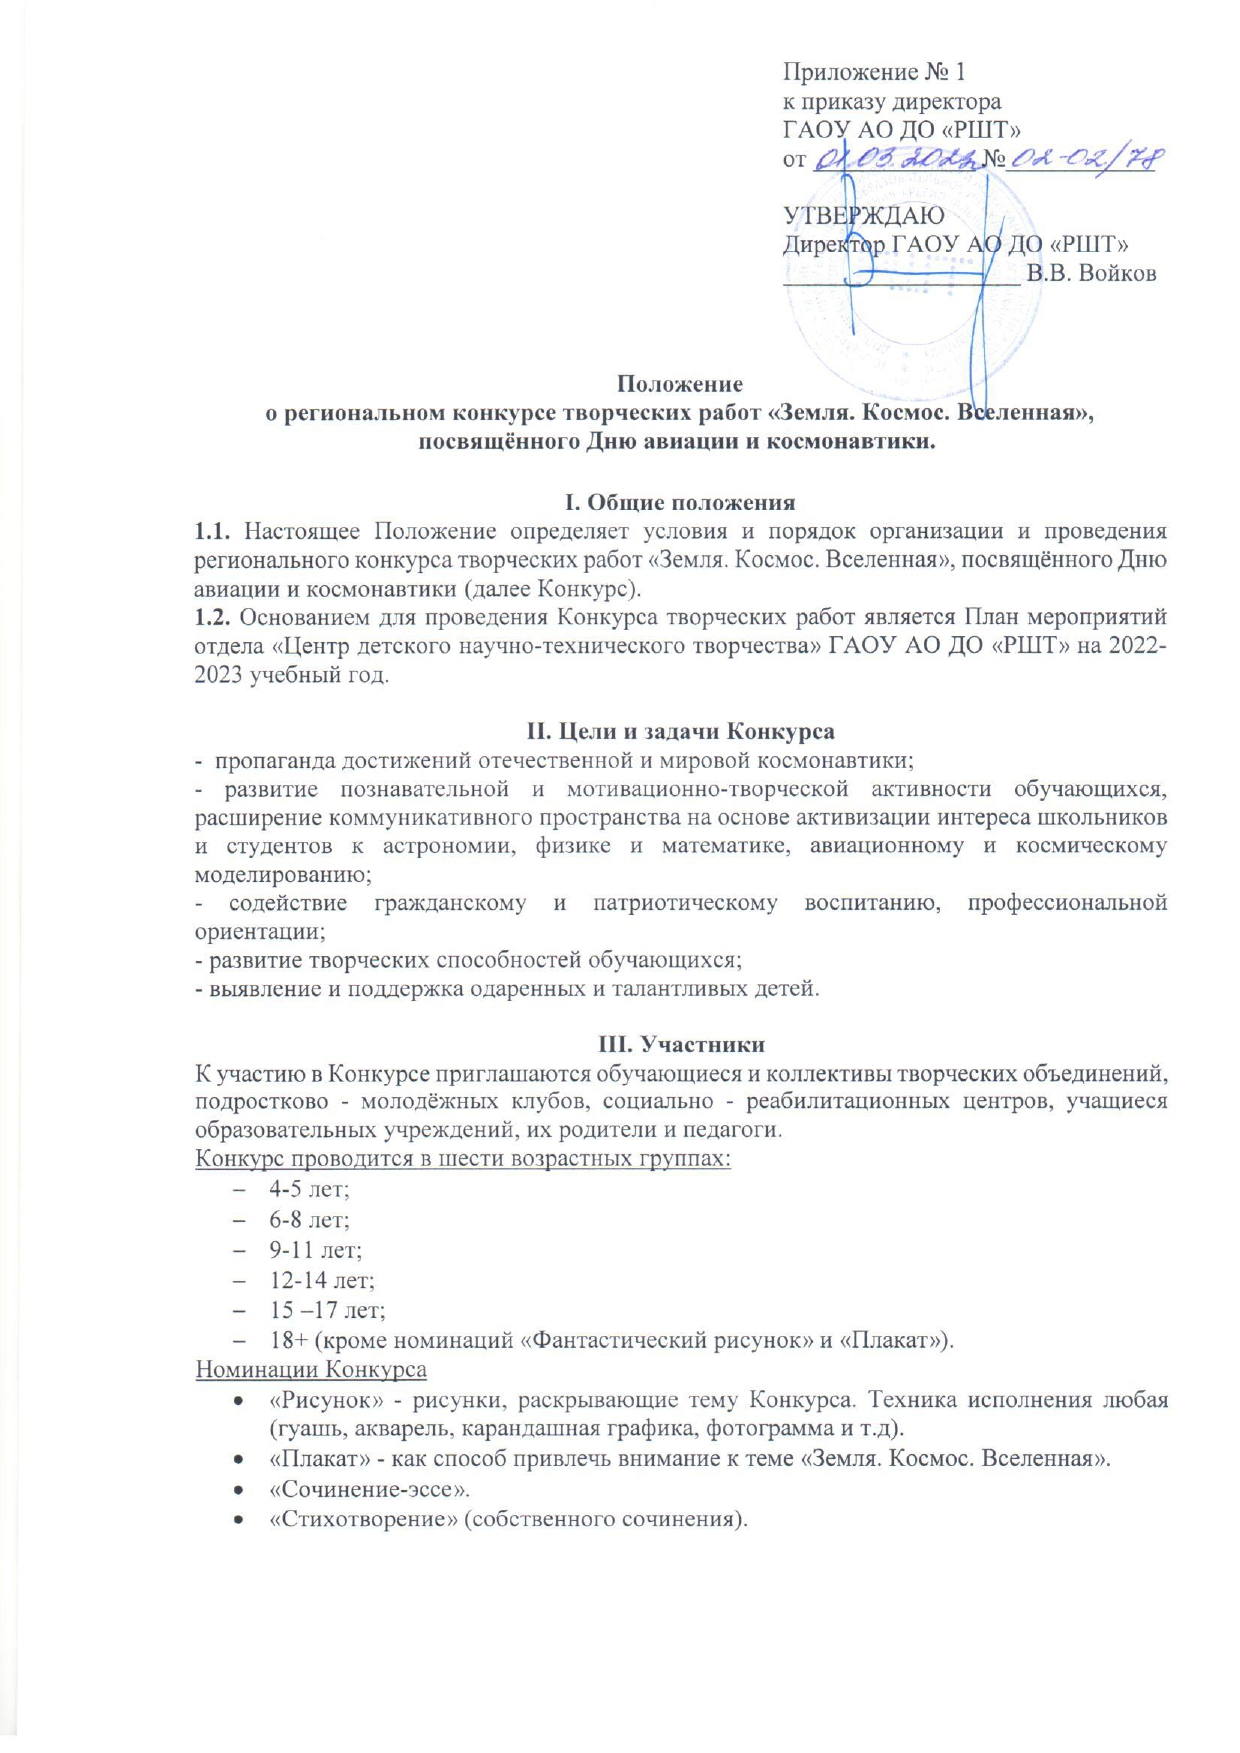 Приложение № 1
к приказу директора
ГАОУ АО ДО «РШТ»
от 01.03.2023 № 02-02/78
УТВЕРЖДАЮ
Директор ГАОУ АО ДО «РШТ»
В.В. Войков
Положение
о региональном конкурсе творческих работ «Земля. Космос. Вселенная»,
посвящённого Дню авиации и космонавтики.
I. Общие положения
1.1. Настоящее Положение определяет условия и порядок организации и проведения
регионального конкурса творческих работ «Земля. Космос. Вселенная», посвящённого Дню
авиации и космонавтики (далее Конкурс).
1.2. Основанием для проведения Конкурса творческих работ является План мероприятий
отдела «Центр детского научно-технического творчества» ГАОУ АО ДО «РШТ» на 2022-
2023 учебный год.
II. Цели и задачи Конкурса
- пропаганда достижений отечественной и мировой космонавтики;
- развитие познавательной и мотивационно-творческой активности обучающихся,
расширение коммуникативного пространства на основе активизации интереса школьников
и студентов к астрономии, физике и математике, авиационному и космическому
моделированию;
- содействие гражданскому и патриотическому воспитанию, профессиональной
ориентации;
- развитие творческих способностей обучающихся;
- выявление и поддержка одаренных и талантливых детей.
III. Участники
К участию в Конкурсе приглашаются обучающиеся и коллективы творческих объединений,
подростково - молодёжных клубов, социально - реабилитационных центров, учащиеся
образовательных учреждений, их родители и педагоги.
Конкурс проводится в шести возрастных группах:
– 4-5 лет;
– 6-8 лет;
– 9-11 лет;
– 12-14 лет;
– 15 –17 лет;
– 18+ (кроме номинаций «Фантастический рисунок» и «Плакат»).
Номинации Конкурса
• «Рисунок» - рисунки, раскрывающие тему Конкурса. Техника исполнения любая
(гуашь, акварель, карандашная графика, фотограмма и т.д).
• «Плакат» - как способ привлечь внимание к теме «Земля. Космос. Вселенная».
• «Сочинение-эссе».
• «Стихотворение» (собственного сочинения).